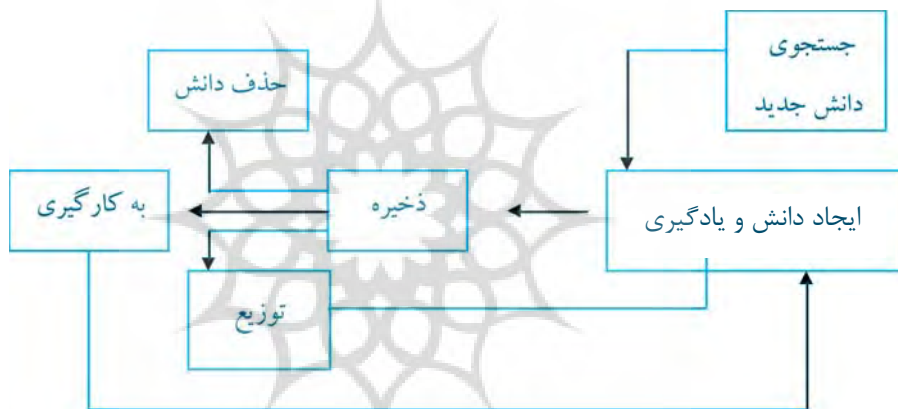 جستجوی
دانش جدید
حذف دانش
ایجاد دانش و یادگیری
ذخیره
به کارگیری
توزیع